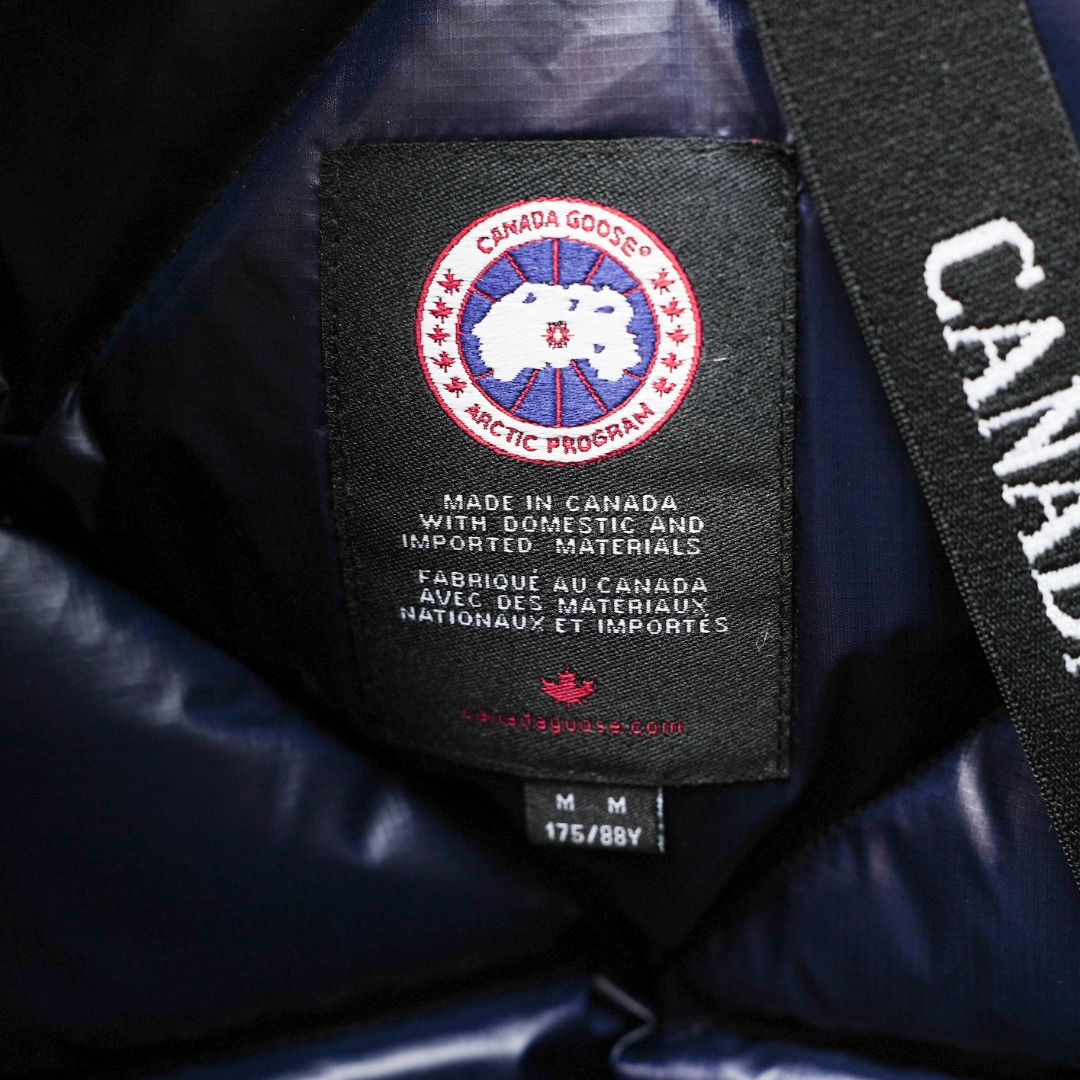 CANADA GOOSE®
ARCTIC PROGRAM
MADE IN CANADA
WITH DOMESTIC AND
IMPORTED MATERIALS
FABRIQUÉ AU CANADA
AVEC DES MATERIAUX
NATIONAUX ET IMPORTÉS
canadagoose.com
M M
175/88Y
CANADA